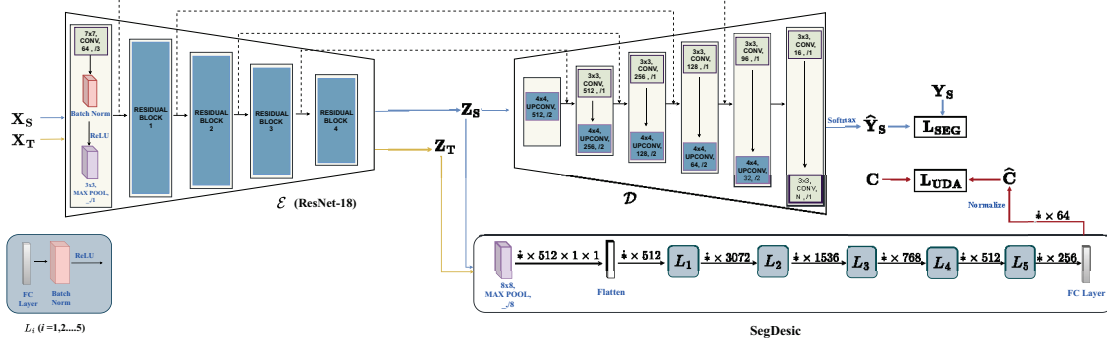 X_S
X_T
7x7,
CONV,
64 , /3
Batch Norm
ReLU
3x3,
MAX POOL,
_,/1
RESIDUAL
BLOCK
1
RESIDUAL
BLOCK
2
RESIDUAL
BLOCK
3
RESIDUAL
BLOCK
4
ℰ (ResNet-18)
Z_S
Z_T
4x4,
UPCONV,
512, /2
3x3,
CONV,
512, /1
4x4,
UPCONV,
256, /2
3x3,
CONV,
256 , /1
4x4,
UPCONV,
128, /2
3x3,
CONV,
128 , /1
4x4,
UPCONV,
64, /2
3x3,
CONV,
96 , /1
4x4,
UPCONV,
32, /2
3x3,
CONV,
16 , /1
3x3,
CONV,
N , /1
𝒟
Softmax
Ŷ_S
Y_S
L_SEG
C
L_UDA
Ĉ
Normalize
* × 64
FC
Layer
Batch
Norm
ReLU
L_i (i =1,2....5)
8x8,
MAX POOL,
_,/8
* × 512 × 1 × 1
Flatten
* × 512
L_1
* × 3072
L_2
* × 1536
L_3
* × 768
L_4
* × 512
L_5
* × 256
FC Layer
SegDesic